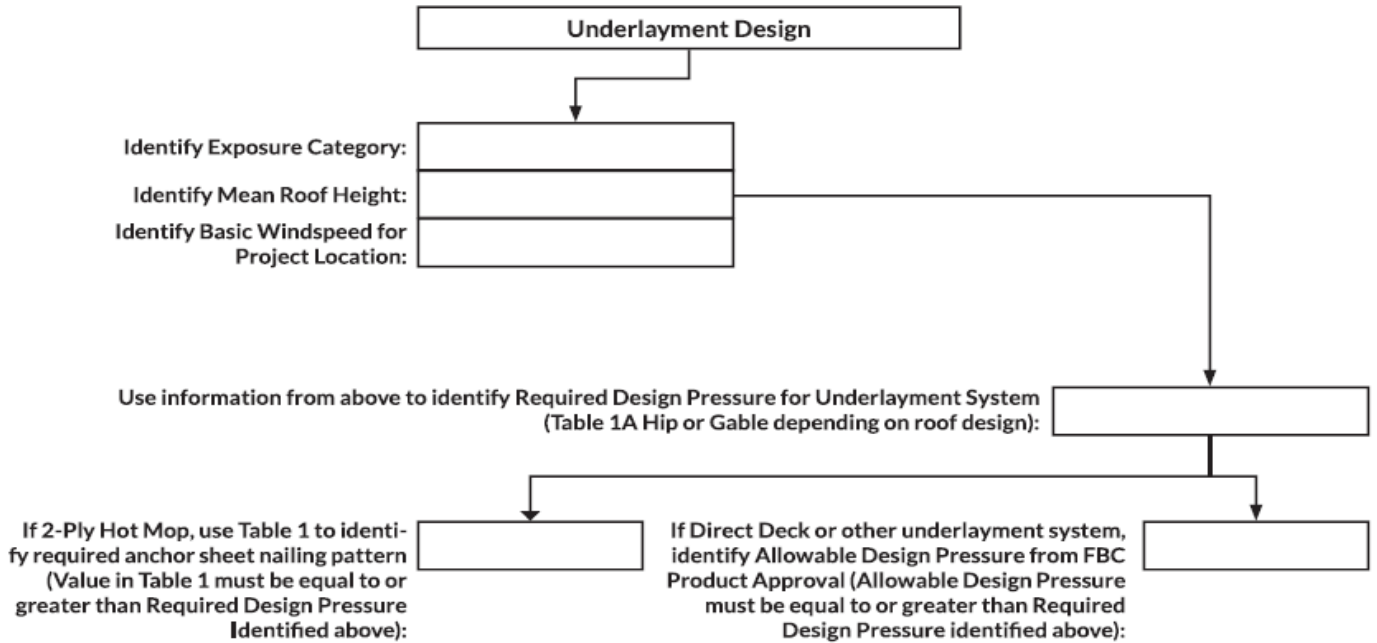 Underlayment Design
Identify Exposure Category:
Identify Mean Roof Height:
Identify Basic Windspeed for
Project Location:
Use information from above to identify Required Design Pressure for Underlayment System
(Table 1A Hip or Gable depending on roof design):
If 2-Ply Hot Mop, use Table 1 to identi-
fy required anchor sheet nailing pattern
(Value in Table 1 must be equal to or
greater than Required Design Pressure
Identified above):
If Direct Deck or other underlayment system,
identify Allowable Design Pressure from FBC
Product Approval (Allowable Design Pressure
must be equal to or greater than Required
Design Pressure identified above):